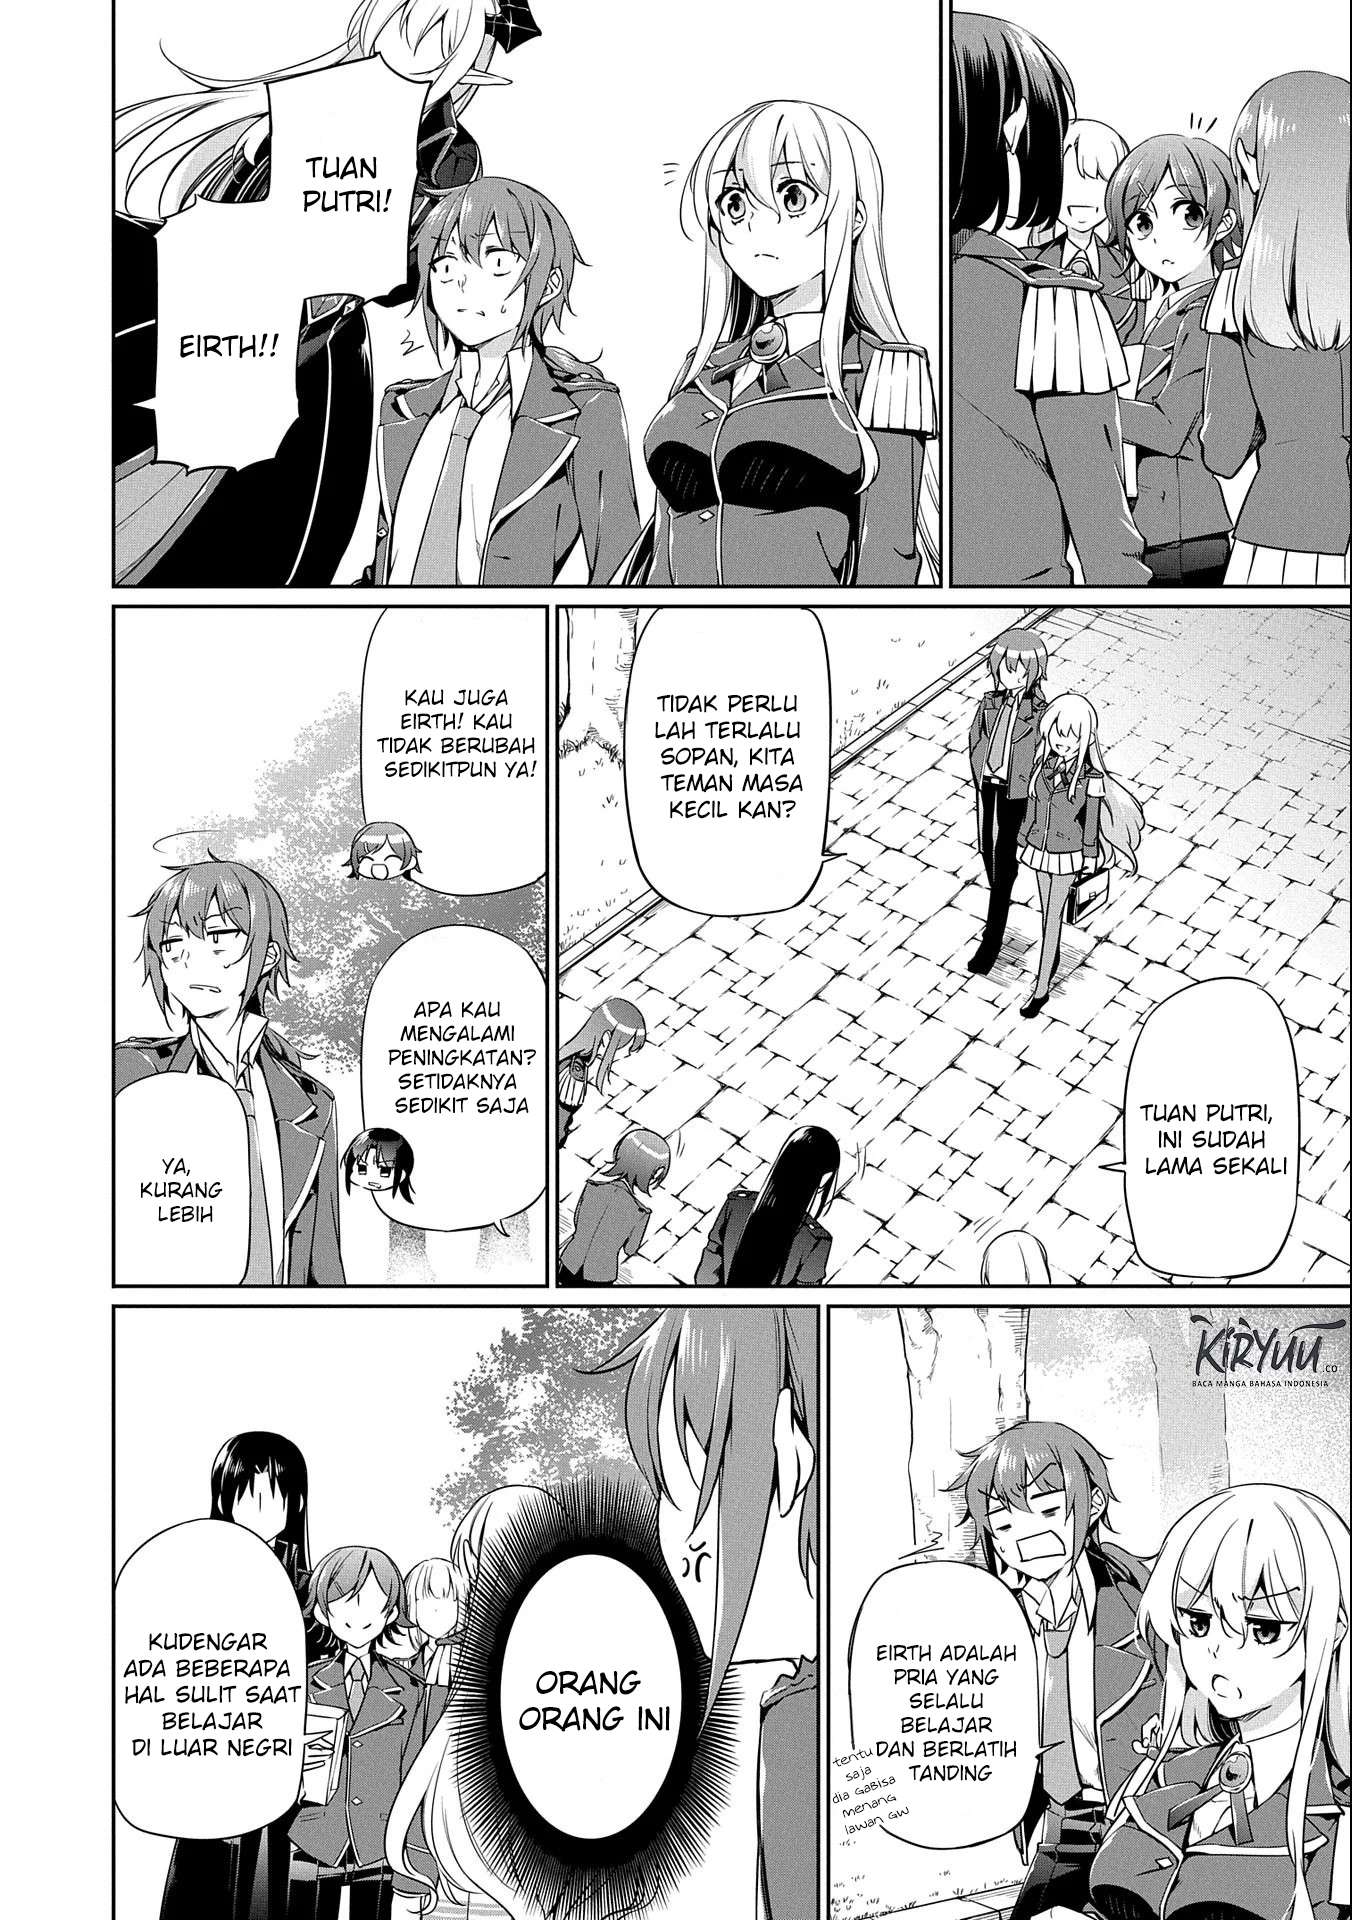 TUAN
PUTRI!
EIRTH!!
TIDAK PERLU
LAH TERLALU
SOPAN, KITA
TEMAN MASA
KECIL KAN?
TUAN PUTRI,
INI SUDAH
LAMA SEKALI
KAU JUGA
EIRTH! KAU
TIDAK BERUBAH
SEDIKITPUN YA!
APA KAU
MENGALAMI
PENINGKATAN?
SETIDAKNYA
SEDIKIT SAJA
YA,
KURANG
LEBIH
KIRYUU.CO
BACA MANGA BAHASA INDONESIA
EIRTH ADALAH
PRIA YANG
SELALU
BELAJAR
DAN BERLATIH
TANDING
tentu
saja
dia GaBisa
menang
lawan GW
ORANG
ORANG INI
KUDENGAR
ADA BEBERAPA
HAL SULIT SAAT
BELAJAR
DI LUAR NEGRI